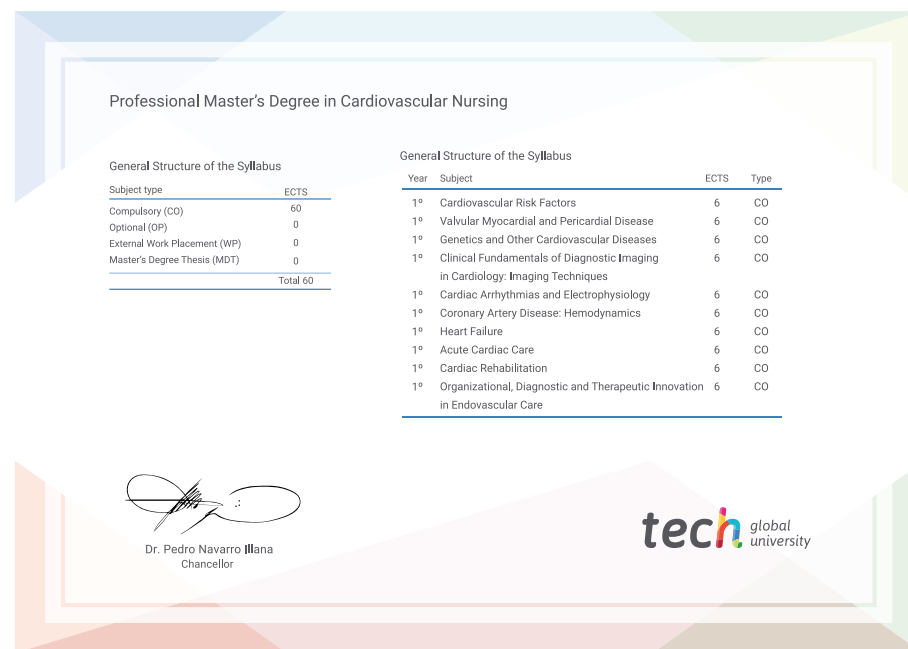 Professional Master's Degree in Cardiovascular Nursing
General Structure of the Syllabus
Subject type ECTS
Compulsory (CO) 60
Optional (OP) 0
External Work Placement (WP) 0
Master's Degree Thesis (MDT) 0
Total 60
General Structure of the Syllabus
Year Subject ECTS Type
1º Cardiovascular Risk Factors 6 CO
1º Valvular Myocardial and Pericardial Disease 6 CO
1º Genetics and Other Cardiovascular Diseases 6 CO
1º Clinical Fundamentals of Diagnostic Imaging 6 CO
in Cardiology: Imaging Techniques
1º Cardiac Arrhythmias and Electrophysiology 6 CO
1º Coronary Artery Disease: Hemodynamics 6 CO
1º Heart Failure 6 CO
1º Acute Cardiac Care 6 CO
1º Cardiac Rehabilitation 6 CO
1º Organizational, Diagnostic and Therapeutic Innovation 6 CO
in Endovascular Care
Dr. Pedro Navarro Illana
Chancellor
tech global
university